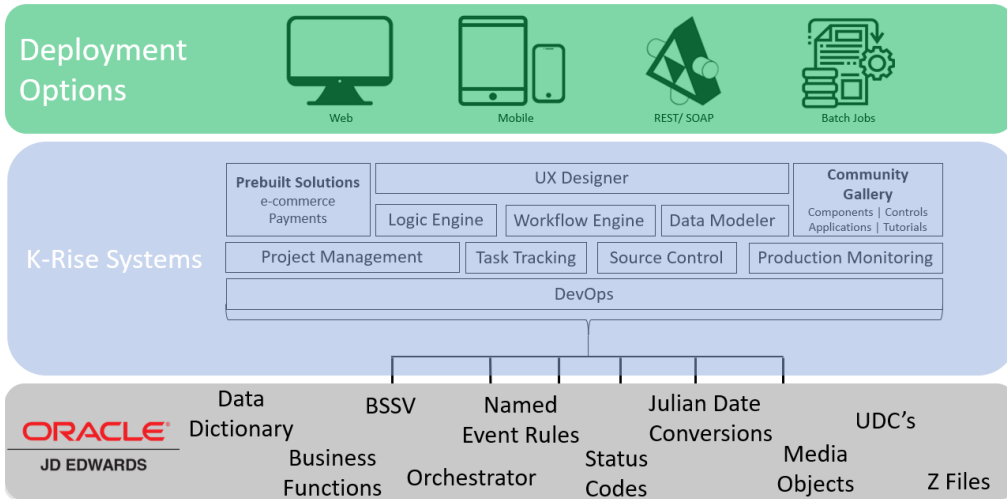 Deployment
Options
Web
Mobile
REST/ SOAP
Batch Jobs
K-Rise Systems
Prebuilt Solutions
e-commerce
Payments
UX Designer
Community
Gallery
Components | Controls
Applications | Tutorials
Logic Engine
Workflow Engine
Data Modeler
Project Management
Task Tracking
Source Control
Production Monitoring
DevOps
ORACLE®
JD EDWARDS
Data
Dictionary
BSSV
Named
Event Rules
Julian Date
Conversions
UDC's
Business
Functions
Orchestrator
Status
Codes
Media
Objects
Z Files